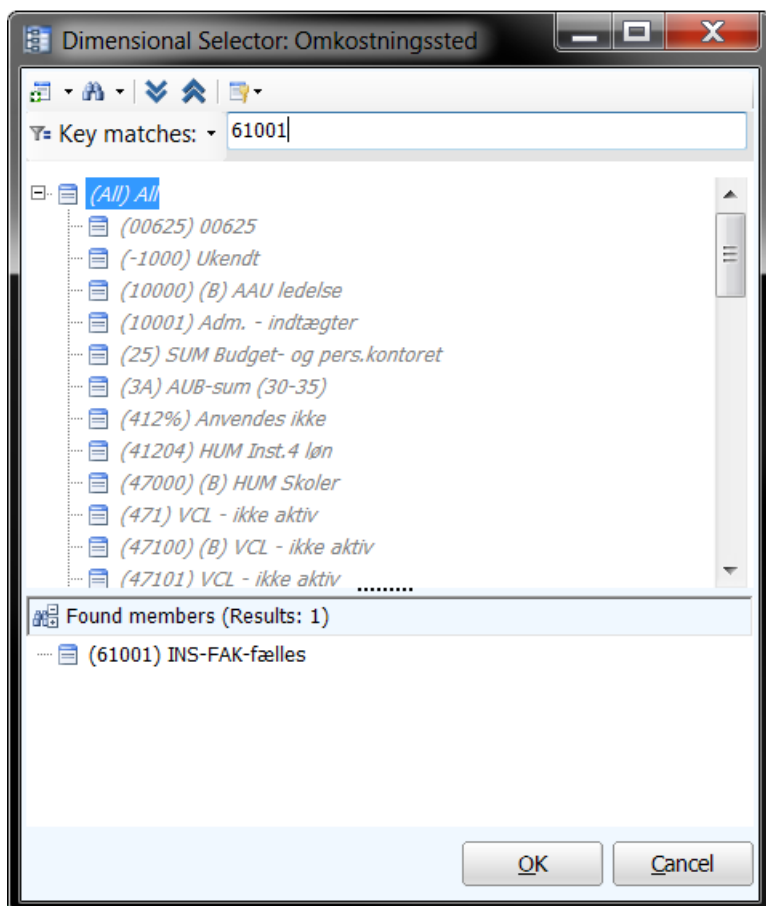 Dimensional Selector: Omkostningssted
Key matches: 61001
(All) All
(00625) 00625
(-1000) Ukendt
(10000) (B) AAU ledelse
(10001) Adm. - indtægter
(25) SUM Budget- og pers.kontoret
(3A) AUB-sum (30-35)
(412%) Anvendes ikke
(41204) HUM Inst.4 løn
(47000) (B) HUM Skoler
(471) VCL - ikke aktiv
(47100) (B) VCL - ikke aktiv
(47101) VCL - ikke aktiv
Found members (Results: 1)
(61001) INS-FAK-fælles
OK Cancel